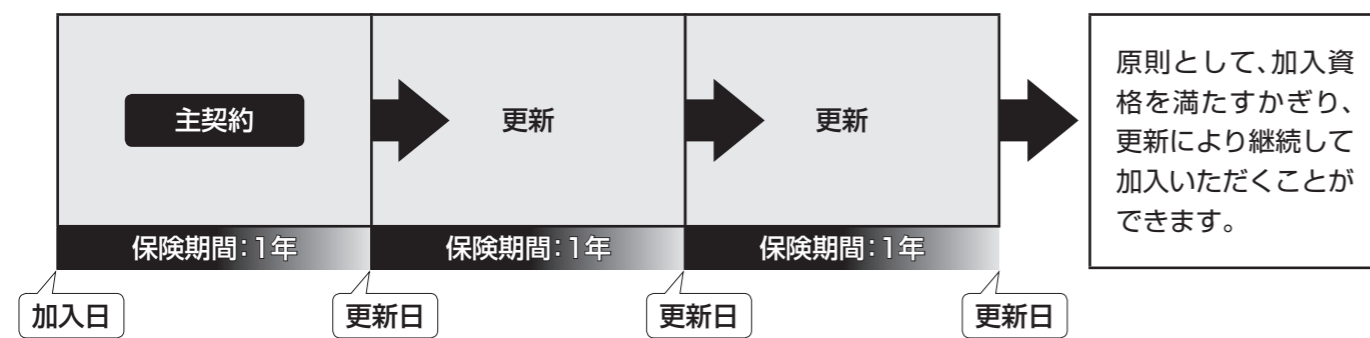 主契約
更新
更新
原則として、加入資
格を満たすかぎり、
更新により継続して
加入いただくことが
できます。
保険期間：1年
保険期間：1年
保険期間：1年
加入日
更新日
更新日
更新日